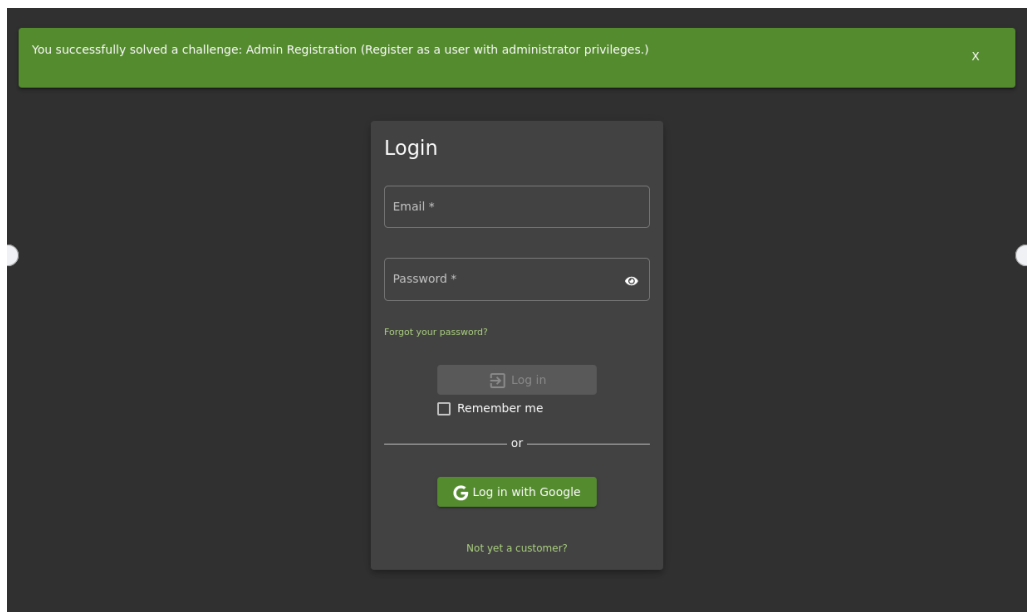 You successfully solved a challenge: Admin Registration (Register as a user with administrator privileges.)
X
Login
Email *
Password *
Forgot your password?
Log in
Remember me
or
Log in with Google
Not yet a customer?